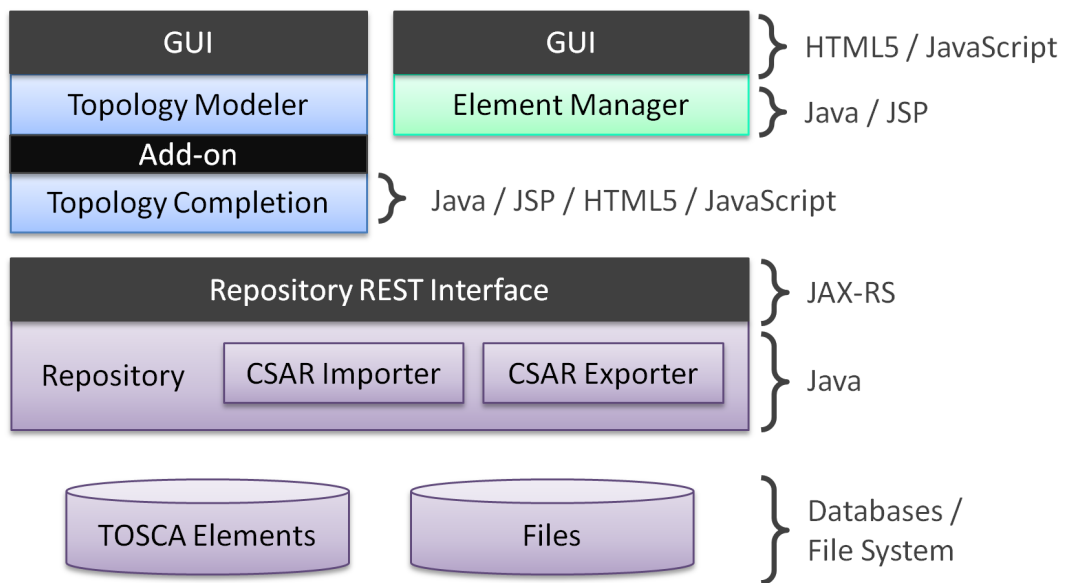 GUI
GUI
HTML5 / JavaScript
Topology Modeler
Element Manager
Java / JSP
Add-on
Topology Completion
Java / JSP / HTML5 / JavaScript
Repository REST Interface
JAX-RS
Repository
CSAR Importer
CSAR Exporter
Java
TOSCA Elements
Files
Databases /
File System